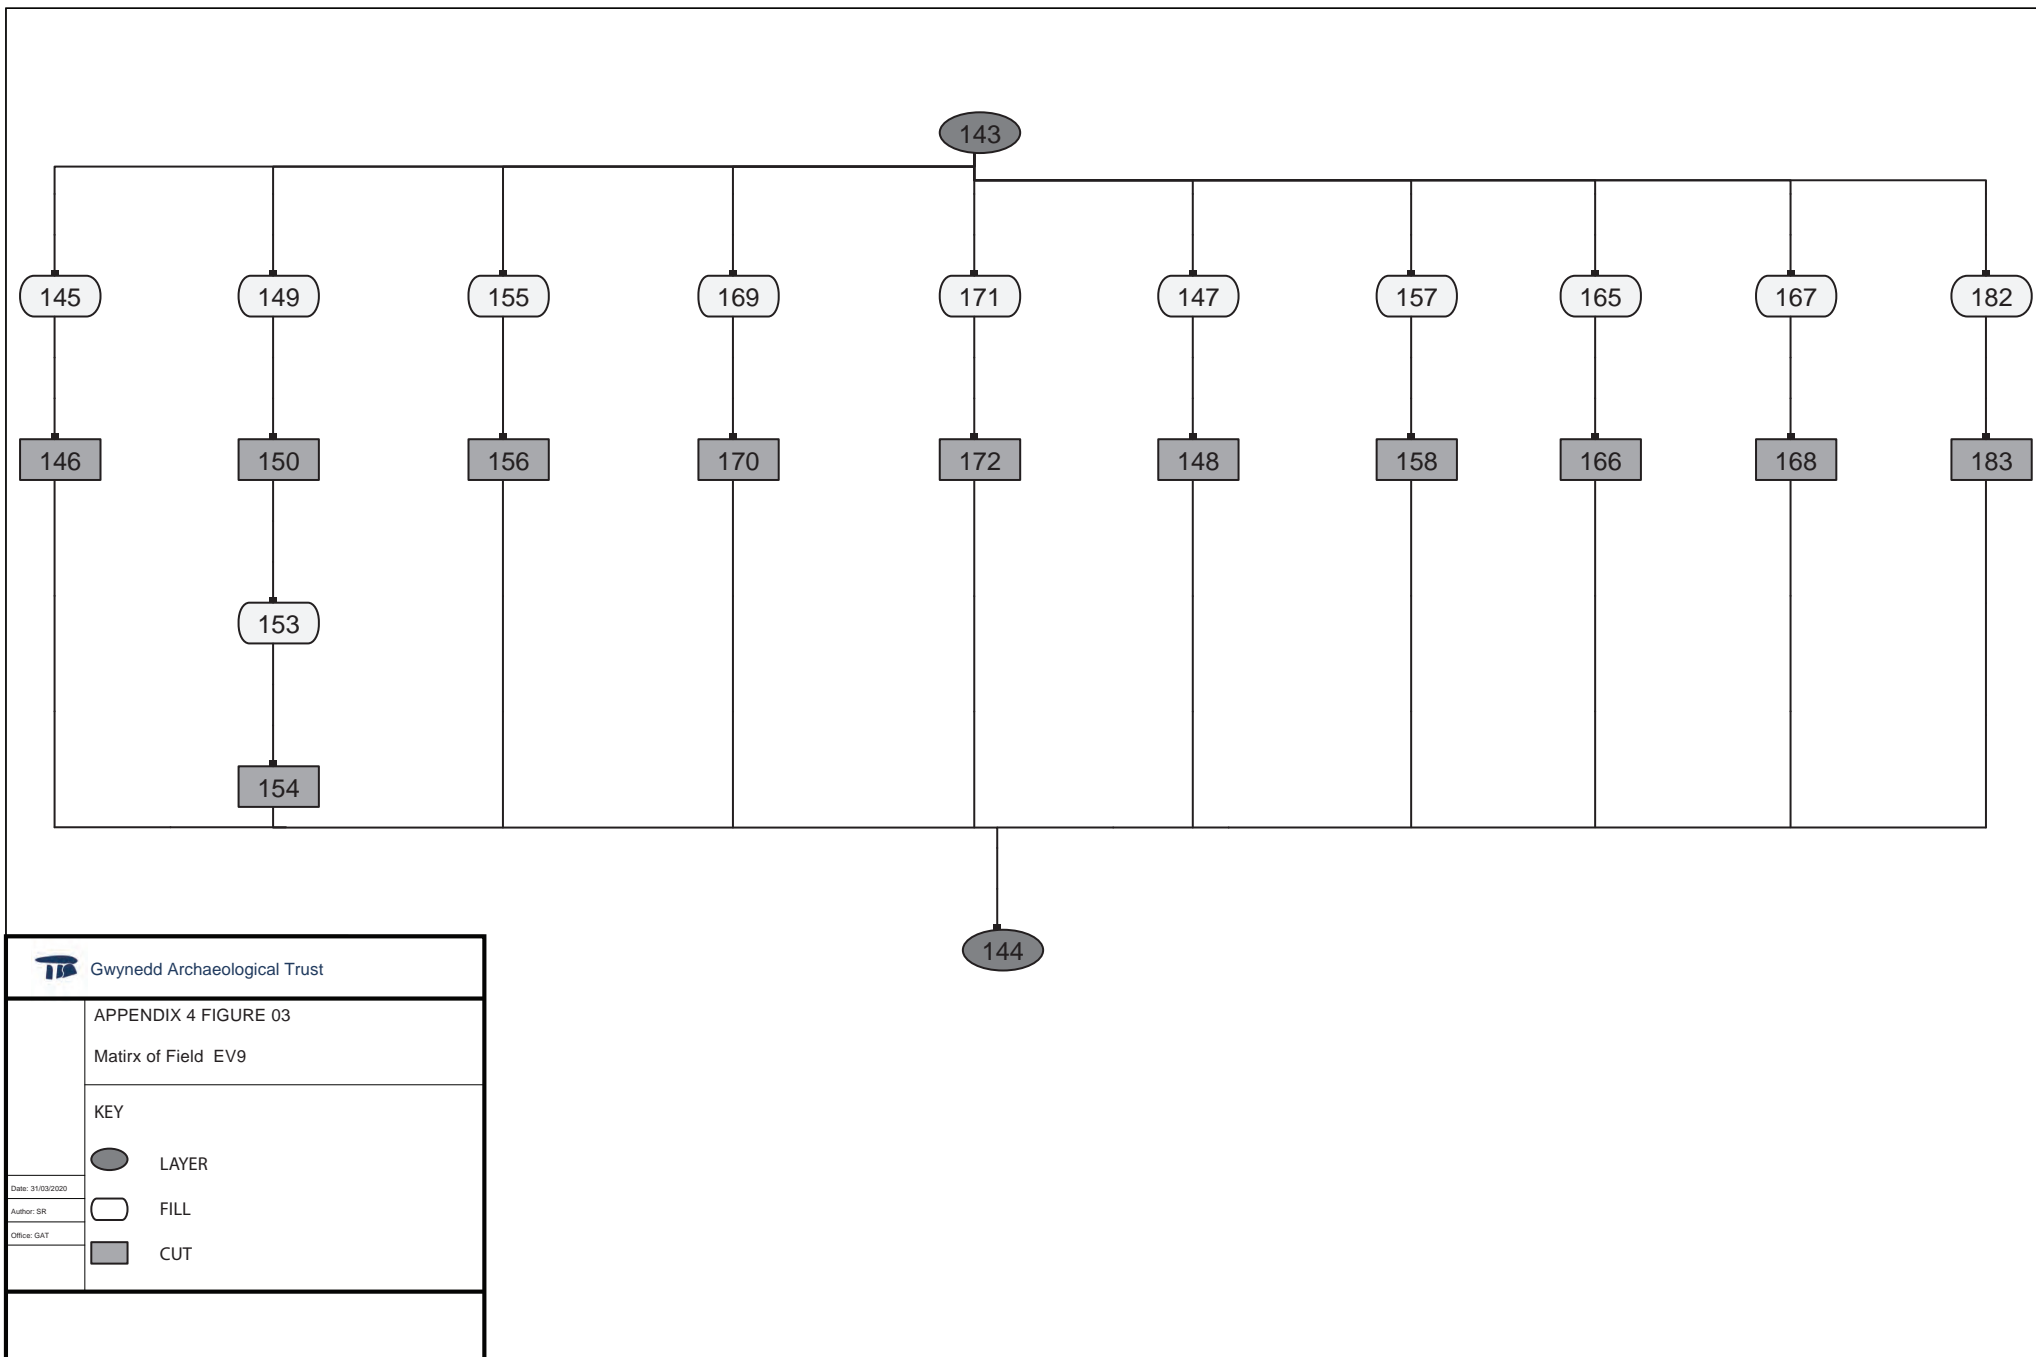 143
145 149 155 169 171 147 157 165 167 182
146 150 156 170 172 148 158 166 168 183
153
154
144
Gwynedd Archaeological Trust
APPENDIX 4 FIGURE 03
Matirx of Field EV9
KEY
LAYER
FILL
CUT
Date: 31/03/2020
Author: SR
Office: GAT